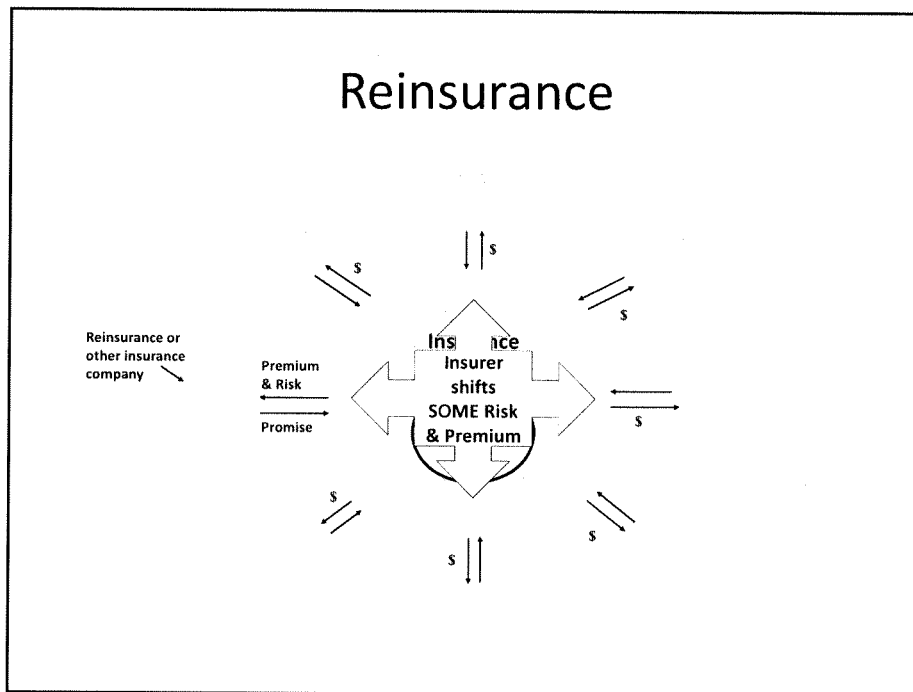 Reinsurance
$
$
$
Reinsurance or
other insurance
company
Premium
& Risk
Promise
Ins nce
Insurer
shifts
SOME Risk
& Premium
$
$
$
$